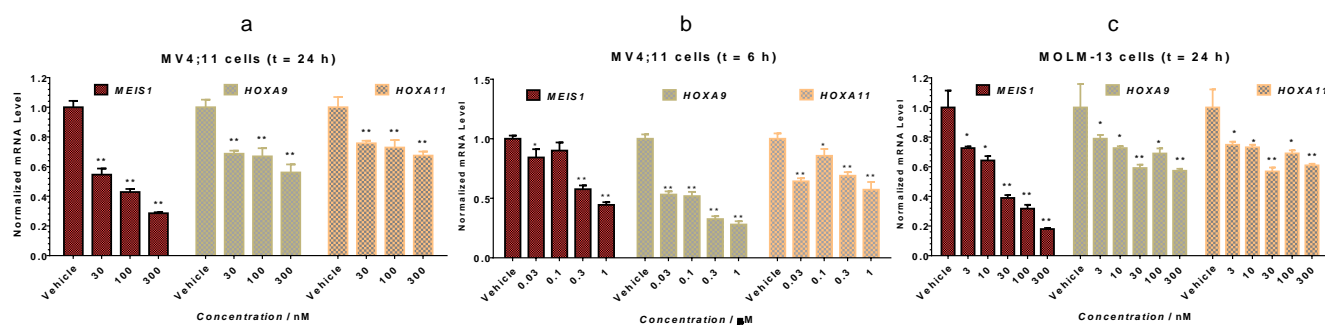 a
MV4;11 cells (t = 24 h)
MEIS1 HOXA9 HOXA11
Normalized mRNA Level
1.2
1.0
0.8
0.6
0.4
0.2
0.0
** ** ** ** ** ** ** ** **
Vehicle 30 100 300 Vehicle 30 100 300 Vehicle 30 100 300
Concentration / nM
b
MV4;11 cells (t = 6 h)
MEIS1 HOXA9 HOXA11
Normalized mRNA Level
1.5
1.0
0.5
0.0
* ** ** ** ** ** ** ** * ** **
Vehicle 0.03 0.1 0.3 1 Vehicle 0.03 0.1 0.3 1 Vehicle 0.03 0.1 0.3 1
Concentration / M
c
MOLM-13 cells (t = 24 h)
MEIS1 HOXA9 HOXA11
Normalized mRNA Level
1.2
1.0
0.8
0.6
0.4
0.2
0.0
* * ** ** ** * * ** * ** * * ** * **
Vehicle 3 10 30 100 300 Vehicle 3 10 30 100 300 Vehicle 3 10 30 100 300
Concentration / nM